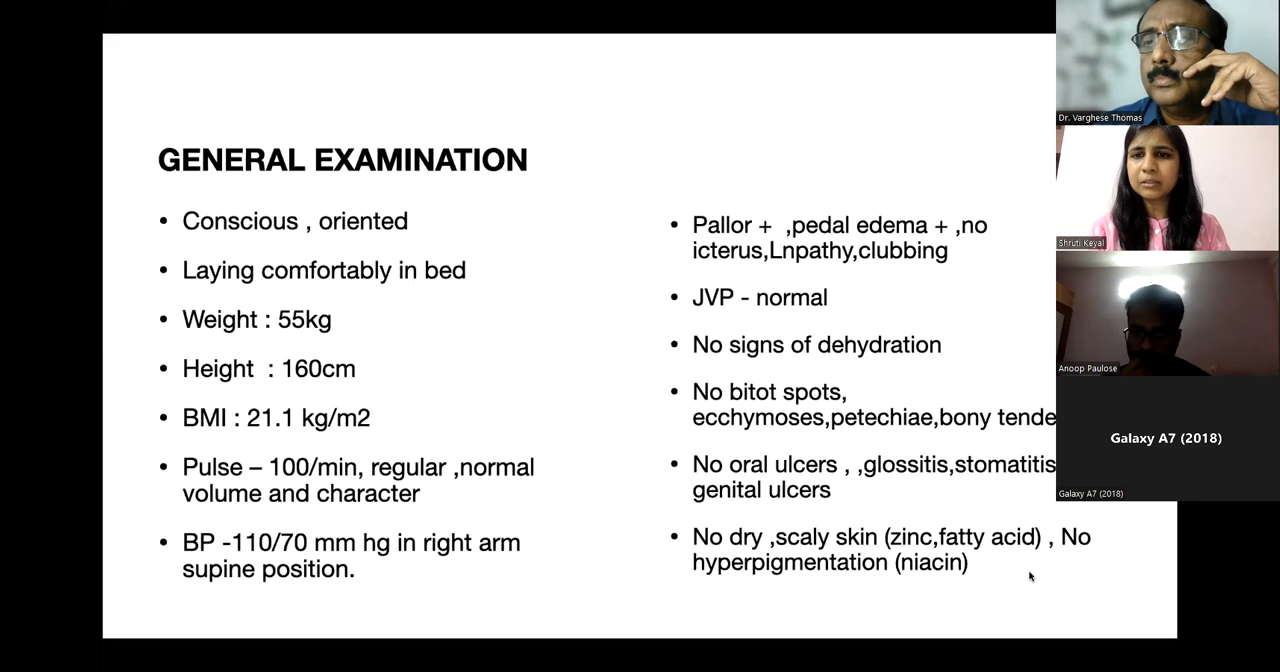 GENERAL EXAMINATION
• Conscious , oriented
• Laying comfortably in bed
• Weight : 55kg
• Height : 160cm
• BMI : 21.1 kg/m2
• Pulse – 100/min, regular ,normal
volume and character
• BP -110/70 mm hg in right arm
supine position.
• Pallor + ,pedal edema + ,no
icterus,Lnpathy,clubbing
• JVP - normal
• No signs of dehydration
• No bitot spots,
ecchymoses,petechiae,bony
• No oral ulcers , ,glossitis,stomatitis
genital ulcers
• No dry ,scaly skin (zinc,fatty acid) , No
hyperpigmentation (niacin)
Dr. Varghese Thomas
Shruti Keyal
Anoop Paulose
Galaxy A7 (2018)
Galaxy A7 (2018)